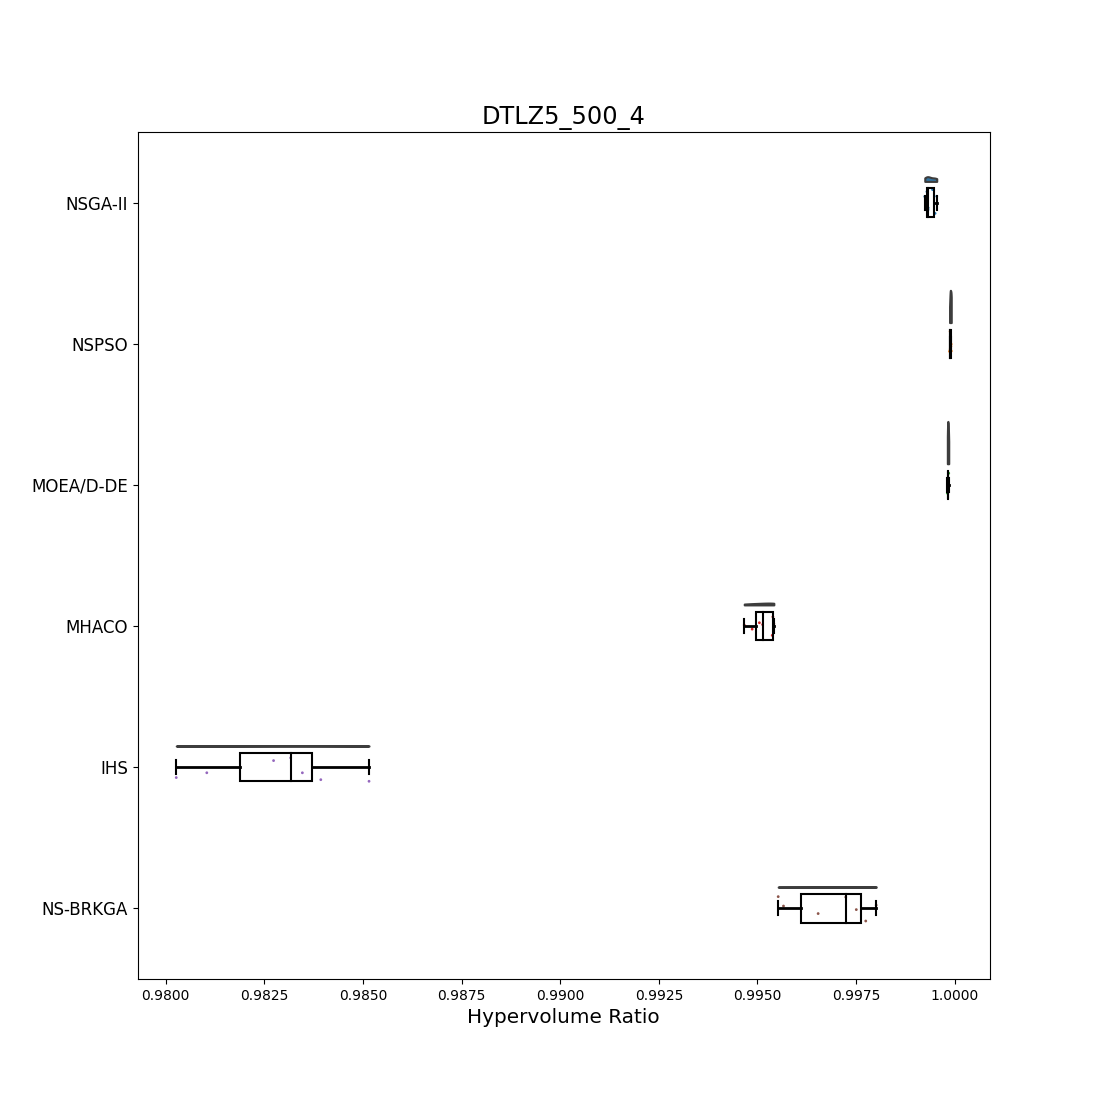 DTLZ5_500_4
NSGA-II
NSPSO
MOEA/D-DE
MHACO
IHS
NS-BRKGA
0.9800 0.9825 0.9850 0.9875 0.9900 0.9925 0.9950 0.9975 1.0000
Hypervolume Ratio